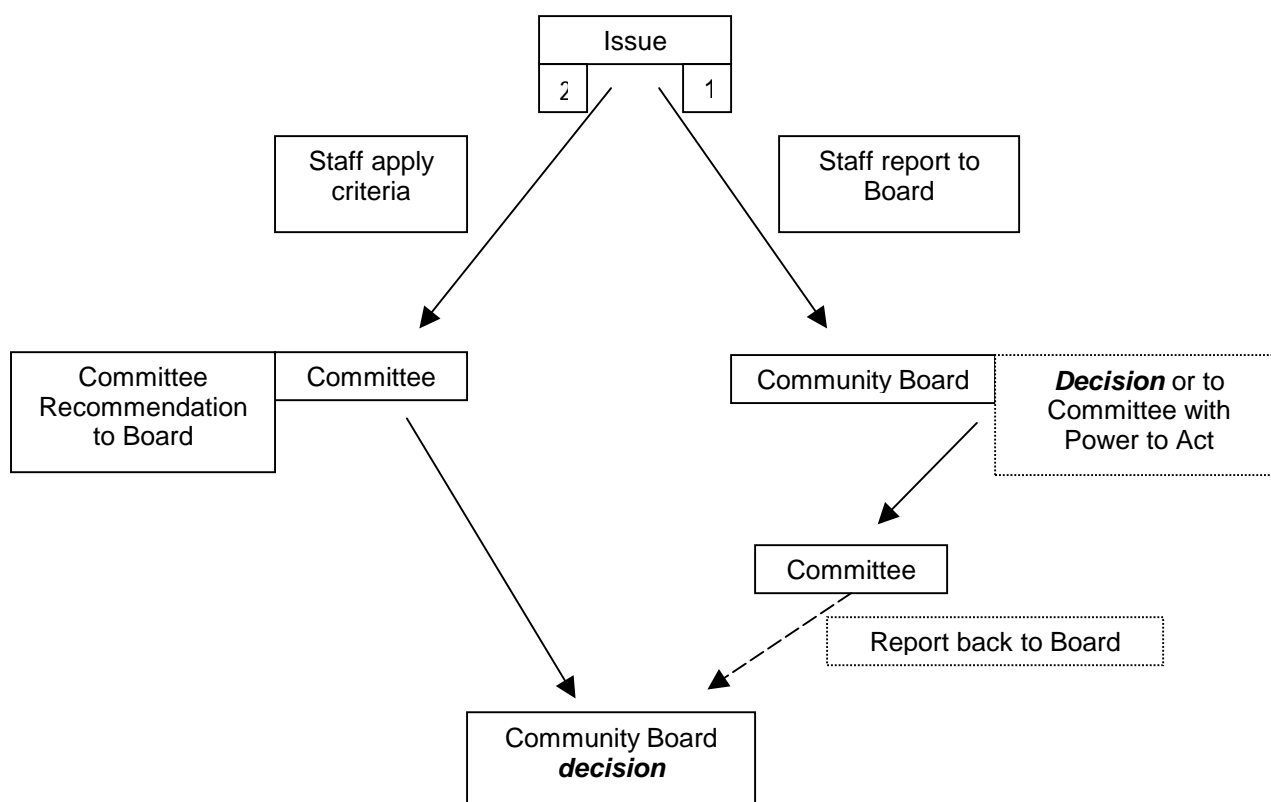 Issue
2
1
Staff apply
criteria
Staff report to
Board
Committee
Recommendation
to Board
Committee
Community Board
Decision or to
Committee with
Power to Act
Committee
Report back to Board
Community Board
decision